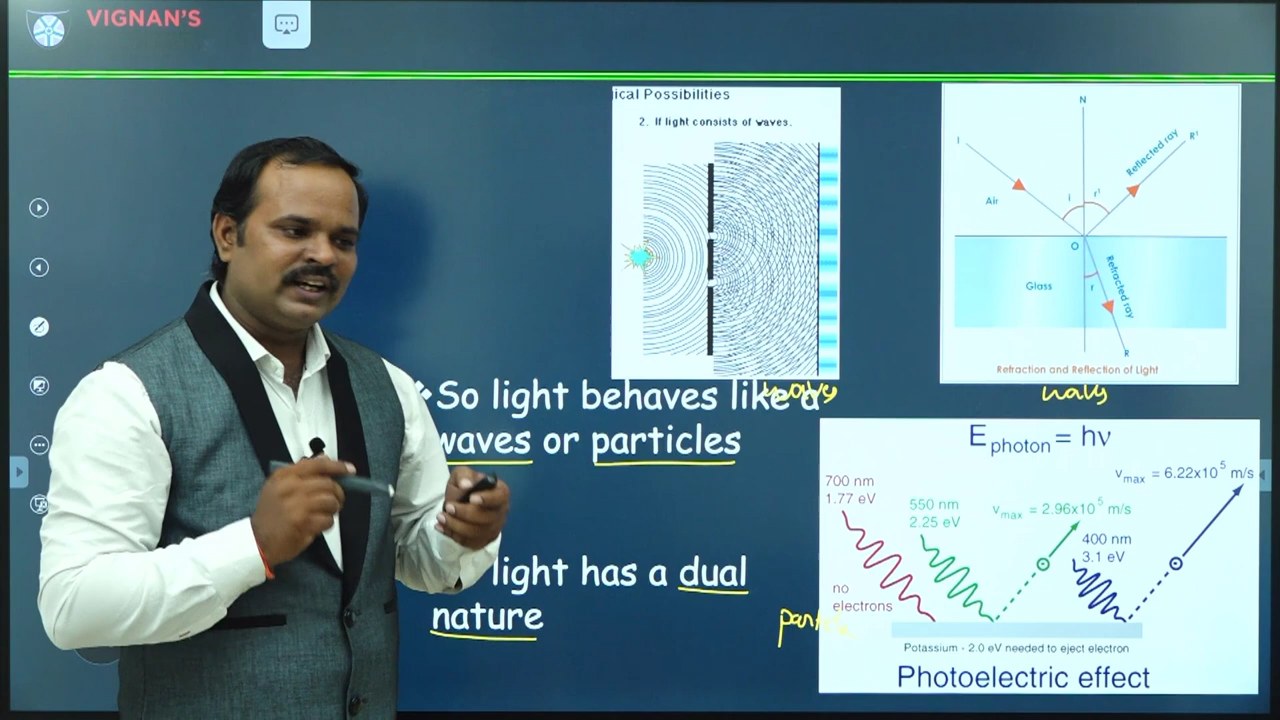 VIGNAN'S
ical Possibilities
2. If light consists of waves.
N
I
Reflected ray
R'
Air
i
r'
O
Glass
r
Refracted ray
R
Refraction and Reflection of Light
So light behaves like a
waves or particles
light has a dual
nature
E photon = hν
700 nm
1.77 eV
550 nm
2.25 eV
vmax = 2.96x10^5 m/s
vmax = 6.22x10^5 m/s
400 nm
3.1 eV
no
electrons
Potassium - 2.0 eV needed to eject electron
Photoelectric effect